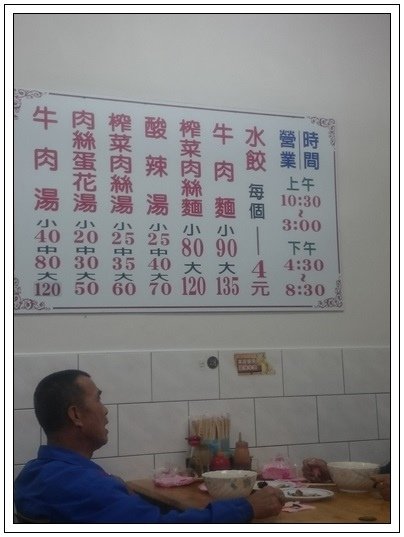 營業時間
上午
10:30
~
3:00
下午
4:30
~
8:30
水餃 每個—4元
牛肉麵 小90 大135
榨菜肉絲麵 小80 大120
酸辣湯 小25 中40 大70
榨菜肉絲湯 小25 中35 大60
肉絲蛋花湯 小20 中30 大50
牛肉湯 小40 中80 大120